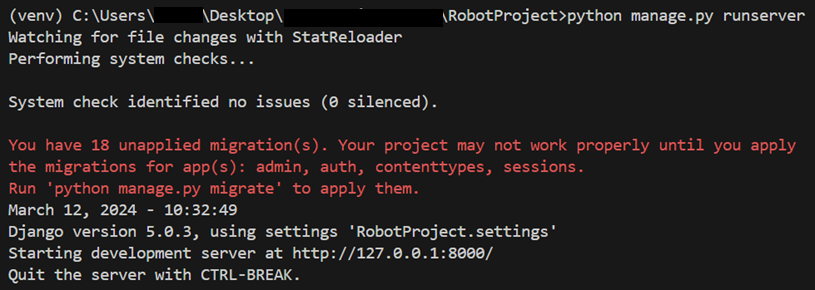 (venv) C:\Users\ \Desktop\ \RobotProject>python manage.py runserver
Watching for file changes with StatReloader
Performing system checks...
System check identified no issues (0 silenced).
You have 18 unapplied migration(s). Your project may not work properly until you apply
the migrations for app(s): admin, auth, contenttypes, sessions.
Run 'python manage.py migrate' to apply them.
March 12, 2024 - 10:32:49
Django version 5.0.3, using settings 'RobotProject.settings'
Starting development server at http://127.0.0.1:8000/
Quit the server with CTRL-BREAK.